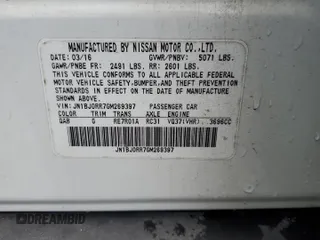 MANUFACTURED BY NISSAN MOTOR CO.,LTD.
DATE: 03/16 GVWR/PNBV: 5071 LBS.
GAWR/PNBE FR: 2491 LBS. RR: 2601 LBS.
THIS VEHICLE CONFORMS TO ALL APPLICABLE FEDERAL
MOTOR VEHICLE SAFETY, BUMPER, AND THEFT PREVENTION
STANDARDS IN EFFECT ON THE DATE OF MANUFACTURE
SHOWN ABOVE.
VIN: JN1BJ0RR7GM269397 PASSENGER CAR
COLOR TRIM TRANS AXLE ENGINE
QAB G RE7R01A RC31 VQ37(VHR), 3696CC
JN1BJ0RR7GM269397